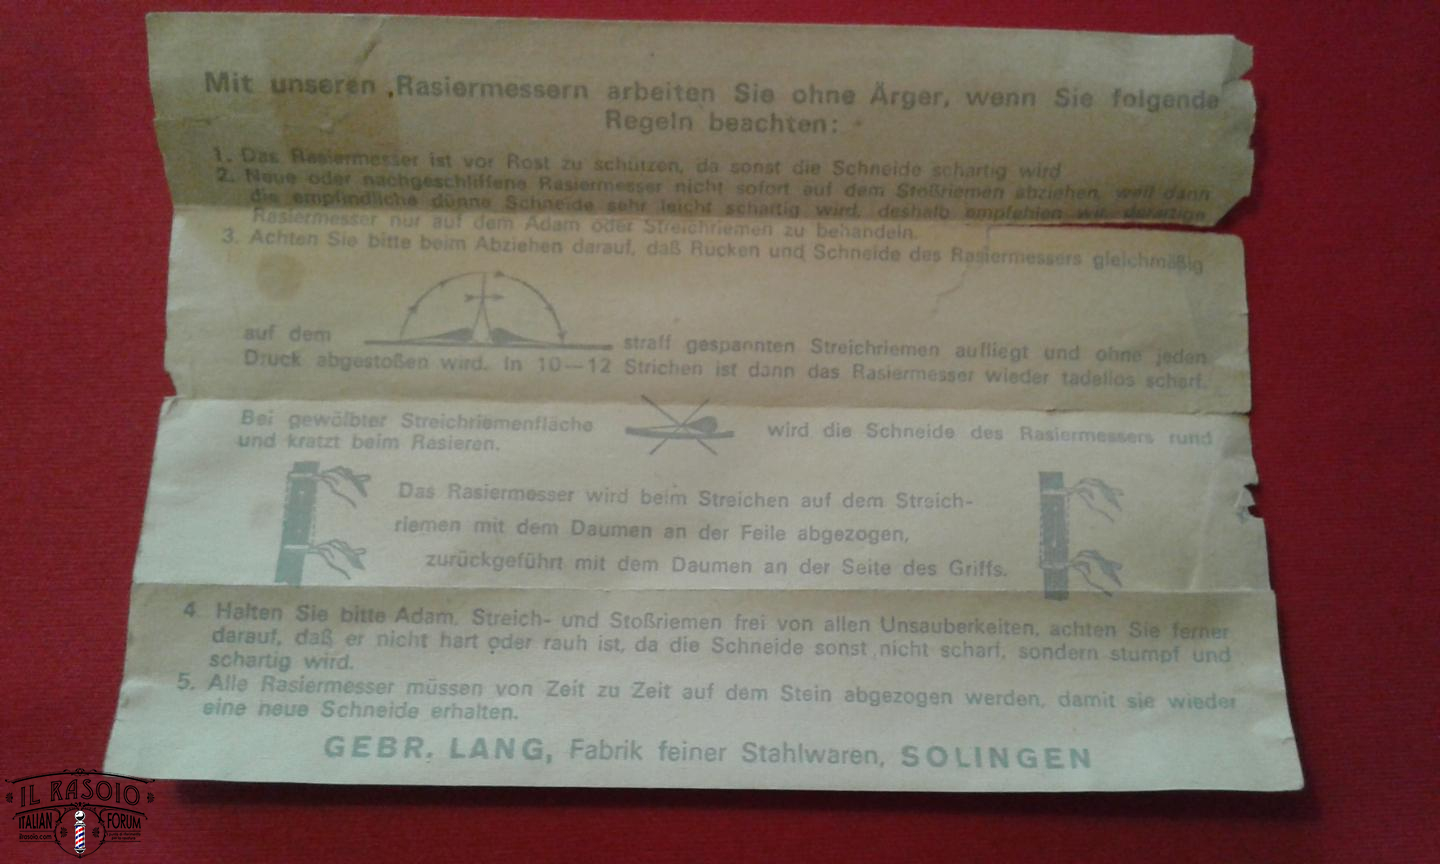 Mit unseren Rasiermessern arbeiten Sie ohne Ärger, wenn Sie folgende
Regeln beachten:
1. Das Rasiermesser ist vor Rost zu schützen, da sonst die Schneide schartig wird
2. Neue oder nachgeschliffene Rasiermesser nicht sofort auf dem Stoßriemen abziehen, weil dann
die empfindliche dünne Schneide sehr leicht schartig wird, deshalb empfehlen wir, derartige
Rasiermesser nur auf dem Adam oder Streichriemen zu behandeln.
3. Achten Sie bitte beim Abziehen darauf, daß Rücken und Schneide des Rasiermessers gleichmäßig
auf dem straff gespannten Streichriemen aufliegt und ohne jeden
Druck abgestoßen wird. In 10—12 Strichen ist dann das Rasiermesser wieder tadellos scharf.
Bei gewölbter Streichriemenfläche wird die Schneide des Rasiermessers rund
und kratzt beim Rasieren.
Das Rasiermesser wird beim Streichen auf dem Streich-
riemen mit dem Daumen an der Feile abgezogen,
zurückgeführt mit dem Daumen an der Seite des Griffs.
4. Halten Sie bitte Adam, Streich- und Stoßriemen frei von allen Unsauberkeiten, achten Sie ferner
darauf, daß er nicht hart oder rauh ist, da die Schneide sonst nicht scharf, sondern stumpf und
schartig wird.
5. Alle Rasiermesser müssen von Zeit zu Zeit auf dem Stein abgezogen werden, damit sie wieder
eine neue Schneide erhalten.
GEBR. LANG, Fabrik feiner Stahlwaren, SOLINGEN
IL RASOIO
ITALIAN FORUM